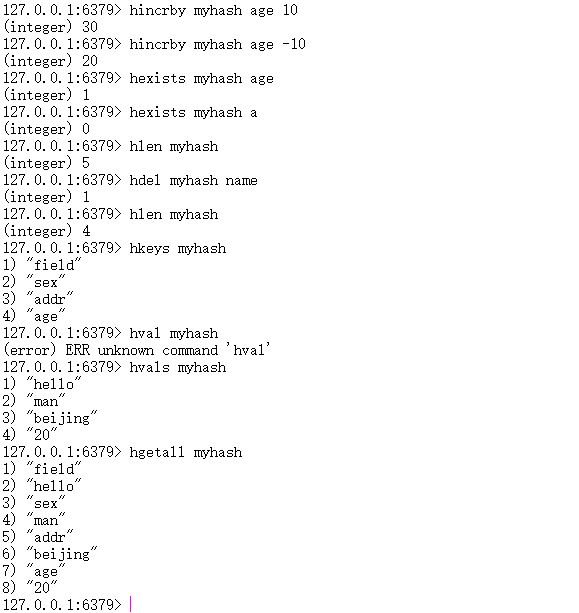 127.0.0.1:6379> hincrby myhash age 10
(integer) 30
127.0.0.1:6379> hincrby myhash age -10
(integer) 20
127.0.0.1:6379> hexists myhash age
(integer) 1
127.0.0.1:6379> hexists myhash a
(integer) 0
127.0.0.1:6379> hlen myhash
(integer) 5
127.0.0.1:6379> hdel myhash name
(integer) 1
127.0.0.1:6379> hlen myhash
(integer) 4
127.0.0.1:6379> hkeys myhash
1) "field"
2) "sex"
3) "addr"
4) "age"
127.0.0.1:6379> hval myhash
(error) ERR unknown command 'hval'
127.0.0.1:6379> hvals myhash
1) "hello"
2) "man"
3) "beijing"
4) "20"
127.0.0.1:6379> hgetall myhash
1) "field"
2) "hello"
3) "sex"
4) "man"
5) "addr"
6) "beijing"
7) "age"
8) "20"
127.0.0.1:6379>